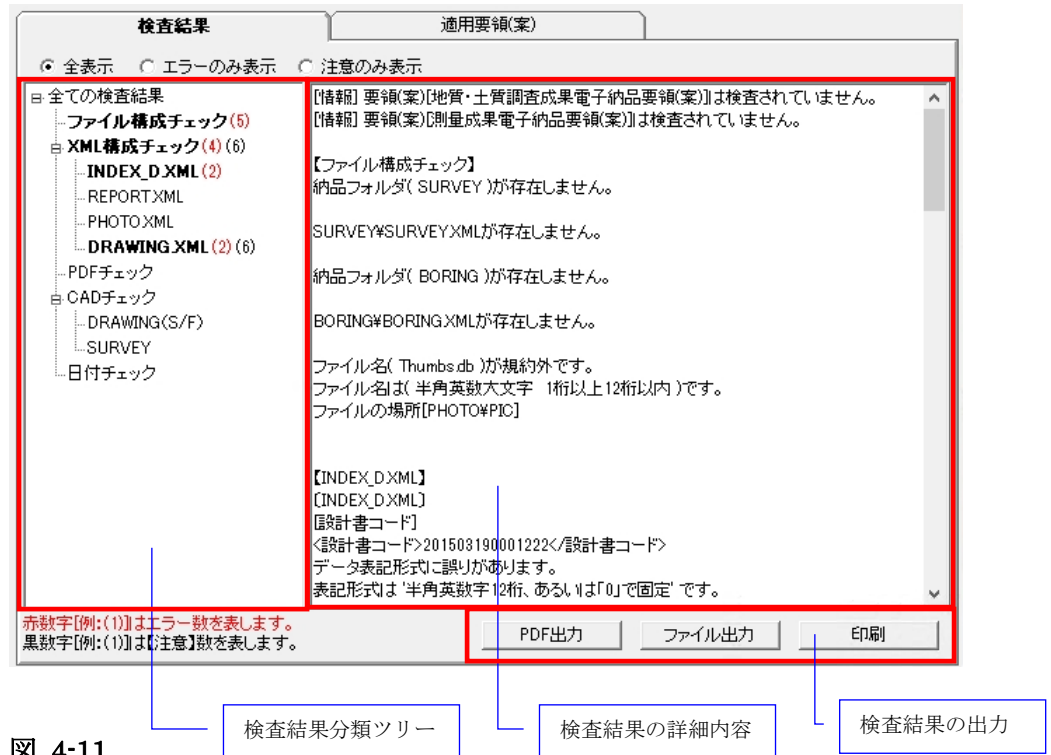 検査結果
適用要領(案)
全表示 エラーのみ表示 注意のみ表示
全ての検査結果
ファイル構成チェック(5)
XML構成チェック(4)(6)
INDEX_D.XML(2)
REPORT.XML
PHOTO.XML
DRAWING.XML(2)(6)
PDFチェック
CADチェック
DRAWING(S/F)
SURVEY
日付チェック
[情報] 要領(案)[地質・土質調査成果電子納品要領(案)]は検査されていません。
[情報] 要領(案)[測量成果電子納品要領(案)]は検査されていません。
【ファイル構成チェック】
納品フォルダ( SURVEY )が存在しません。
SURVEY¥SURVEY.XMLが存在しません。
納品フォルダ( BORING )が存在しません。
BORING¥BORING.XMLが存在しません。
ファイル名( Thumbs.db )が規約外です。
ファイル名は( 半角英数大文字 1桁以上12桁以内 )です。
ファイルの場所[PHOTO¥PIC]
【INDEX_D.XML】
[INDEX_D.XML]
[設計書コード]
<設計書コード>201503190001222</設計書コード>
データ表記形式に誤りがあります。
表記形式は '半角英数字12桁、あるいは「0」で固定' です。
赤数字[例:(1)]はエラー数を表します。
黒数字[例:(1)]は【注意】数を表します。
PDF出力 ファイル出力 印刷
検査結果分類ツリー
検査結果の詳細内容
検査結果の出力
図 4-11